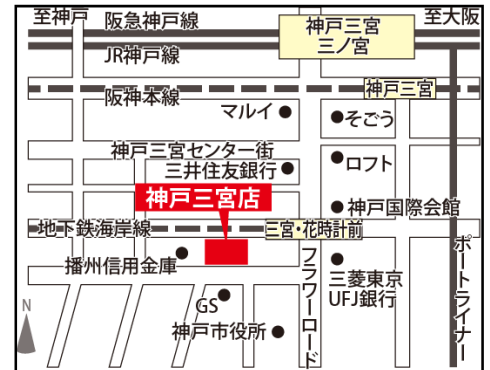 至神戸
阪急神戸線
神戸三宮
三ノ宮
至大阪
JR神戸線
阪神本線
神戸三宮
マルイ
そごう
神戸三宮センター街
三井住友銀行
ロフト
神戸三宮店
神戸国際会館
地下鉄海岸線
三宮・花時計前
播州信用金庫
三菱東京
UFJ銀行
フラワーロード
ポートライナー
GS
神戸市役所
N